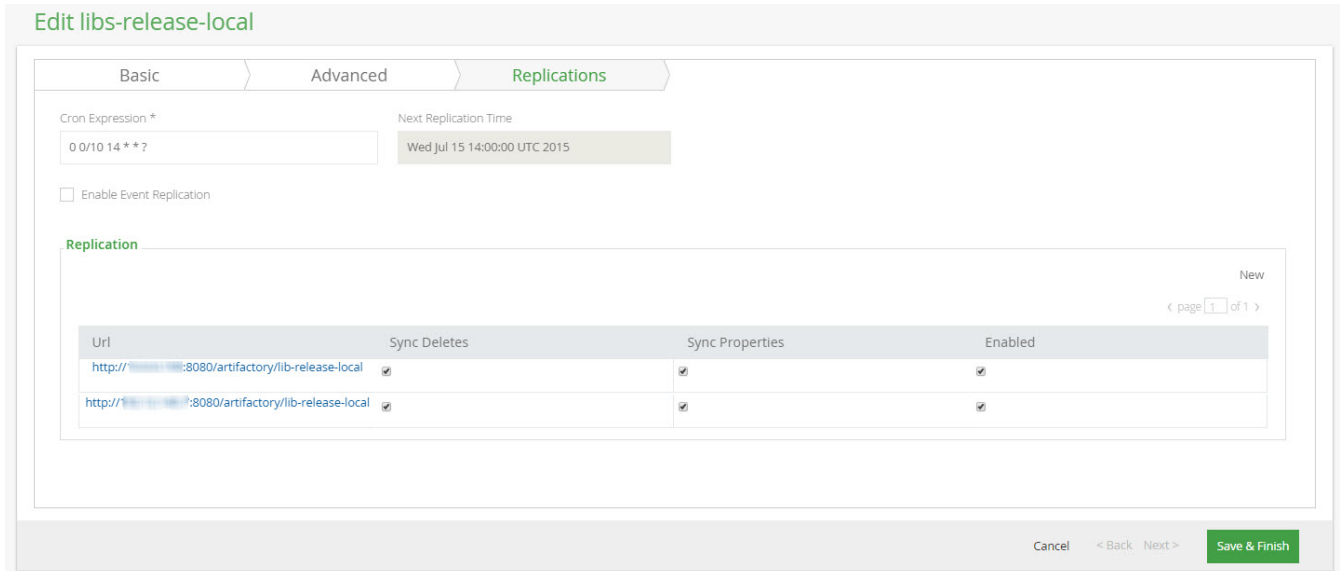 Edit libs-release-local
Basic Advanced Replications
Cron Expression * Next Replication Time
0 0/10 14 * * ? Wed Jul 15 14:00:00 UTC 2015
Enable Event Replication
Replication
New
< page 1 of 1 >
Url Sync Deletes Sync Properties Enabled
http:// :8080/artifactory/lib-release-local
http:// :8080/artifactory/lib-release-local
Cancel < Back Next > Save & Finish